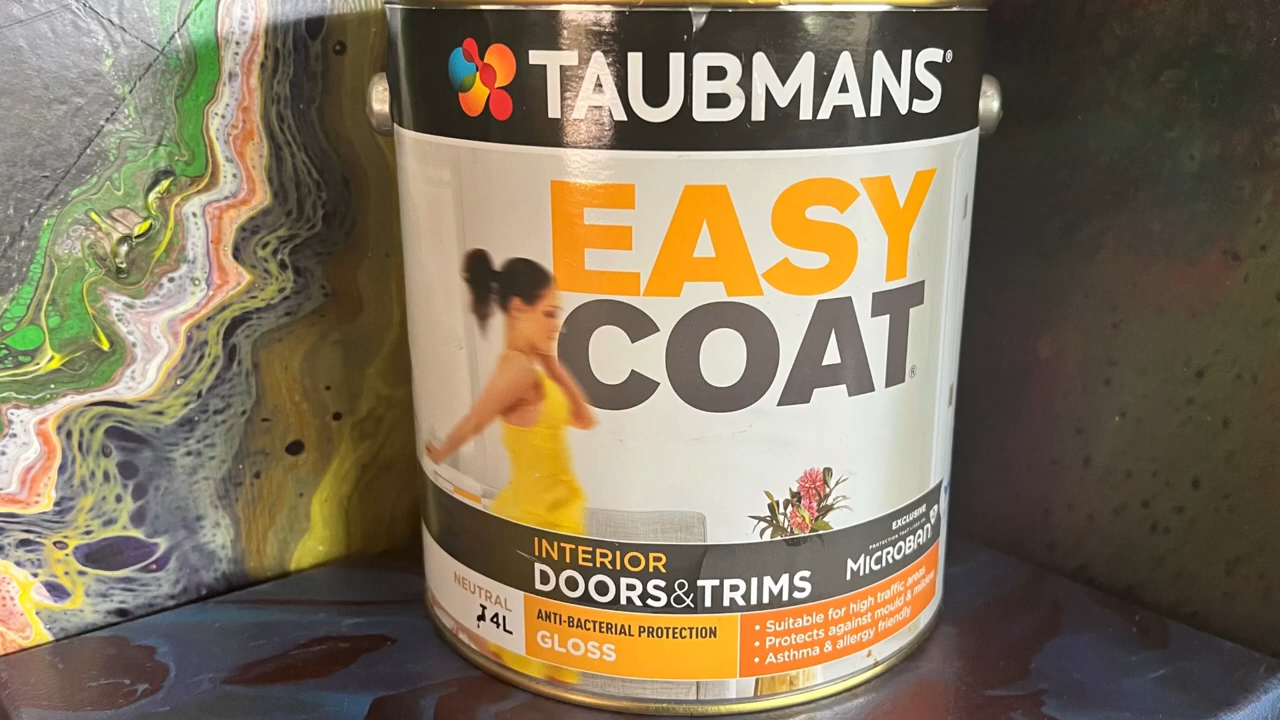 TAUBMANS®
EASY
COAT®
INTERIOR
DOORS&TRIMS
EXCLUSIVE
MICROBAN
NEUTRAL
4L
ANTI-BACTERIAL PROTECTION
GLOSS
• Suitable for high traffic areas
• Protects against mould & mildew
• Asthma & allergy friendly